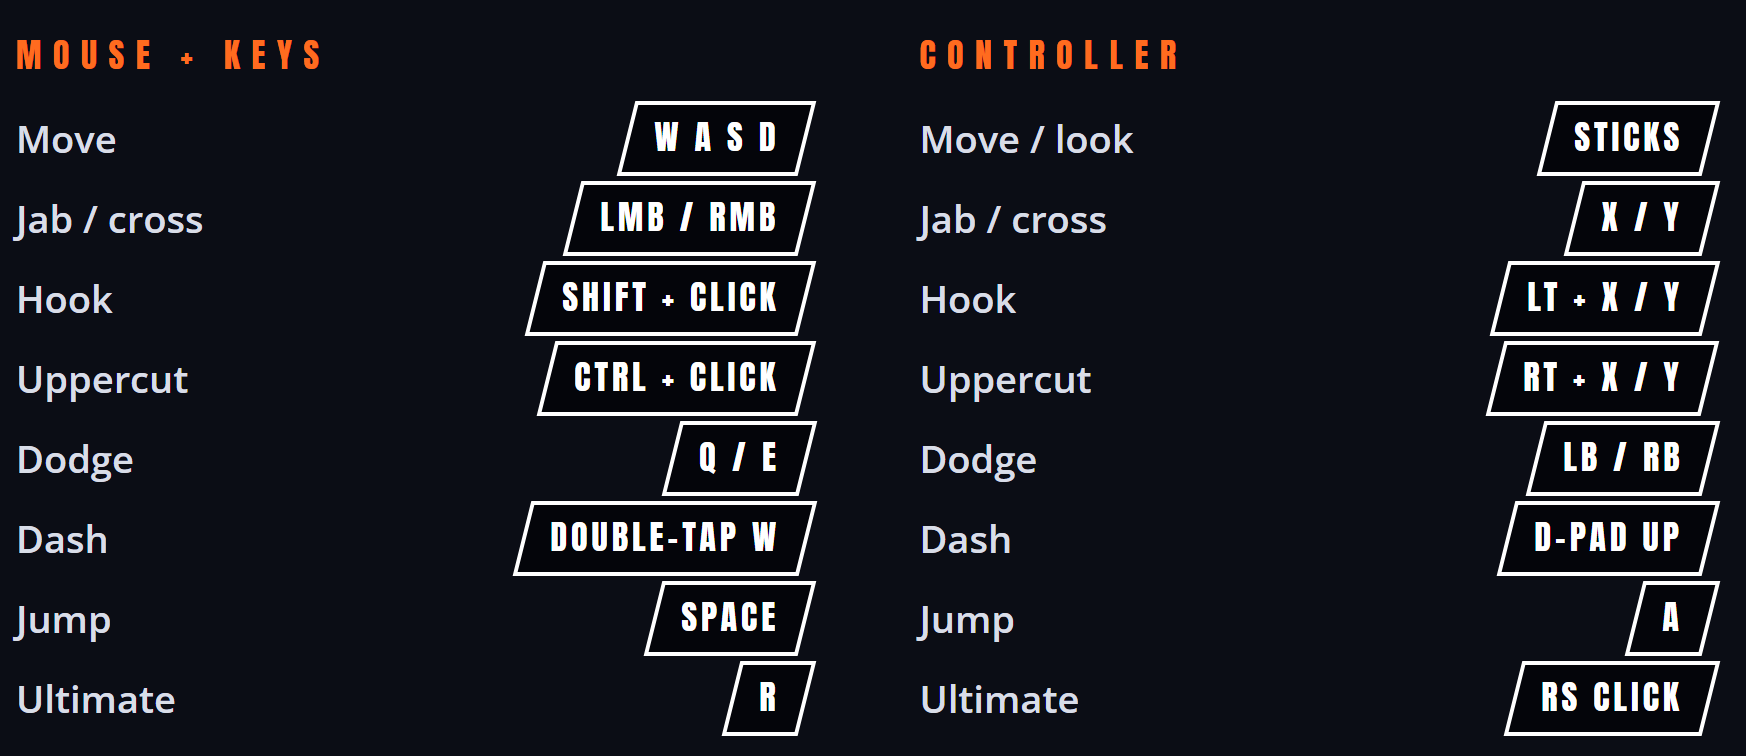 MOUSE + KEYS
Move W A S D
Jab / cross LMB / RMB
Hook SHIFT + CLICK
Uppercut CTRL + CLICK
Dodge Q / E
Dash DOUBLE-TAP W
Jump SPACE
Ultimate R
CONTROLLER
Move / look STICKS
Jab / cross X / Y
Hook LT + X / Y
Uppercut RT + X / Y
Dodge LB / RB
Dash D-PAD UP
Jump A
Ultimate RS CLICK